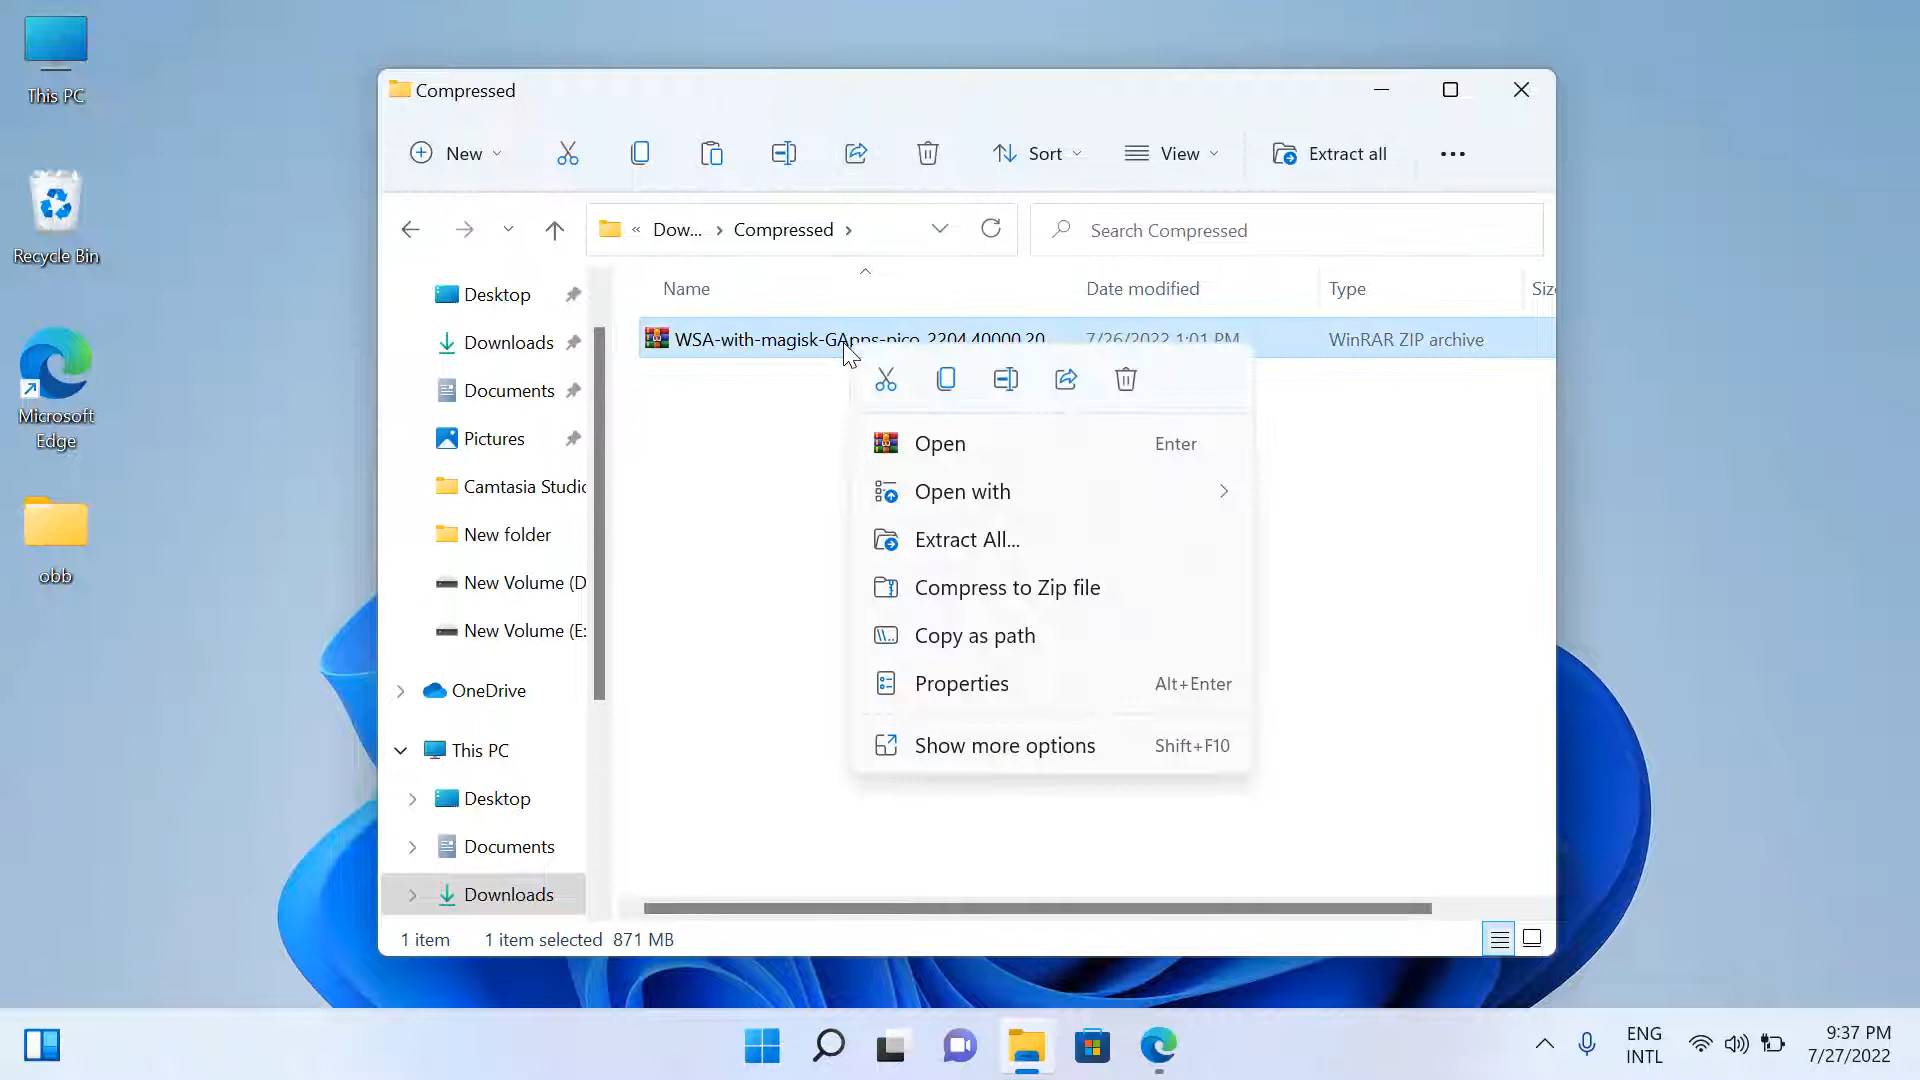 This PC
Recycle Bin
Microsoft
Edge
obb
Compressed
New
Sort
View
Extract all
« Dow... › Compressed ›
Search Compressed
Name
Date modified
Type
Size
WSA-with-magisk-GApps-pico_2204.40000.20
7/26/2022 1:01 PM
WinRAR ZIP archive
Desktop
Downloads
Documents
Pictures
Camtasia Studio
New folder
New Volume (D
New Volume (E:
OneDrive
This PC
Desktop
Documents
Downloads
Open Enter
Open with
Extract All...
Compress to Zip file
Copy as path
Properties Alt+Enter
Show more options Shift+F10
1 item 1 item selected 871 MB
ENG
INTL
9:37 PM
7/27/2022